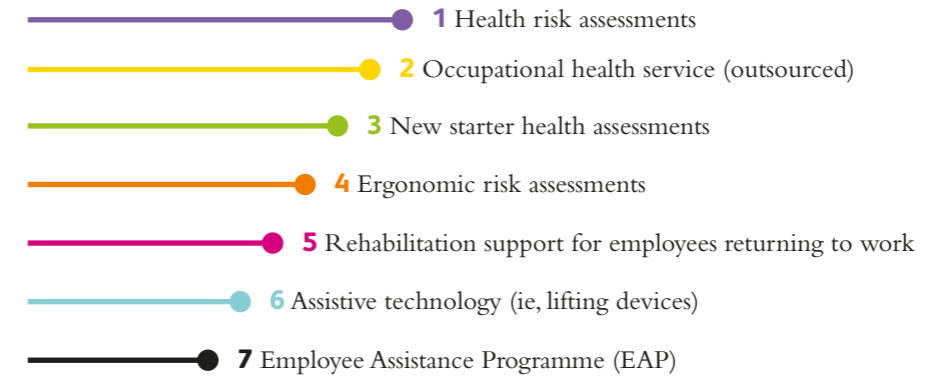 1 Health risk assessments
2 Occupational health service (outsourced)
3 New starter health assessments
4 Ergonomic risk assessments
5 Rehabilitation support for employees returning to work
6 Assistive technology (ie, lifting devices)
7 Employee Assistance Programme (EAP)